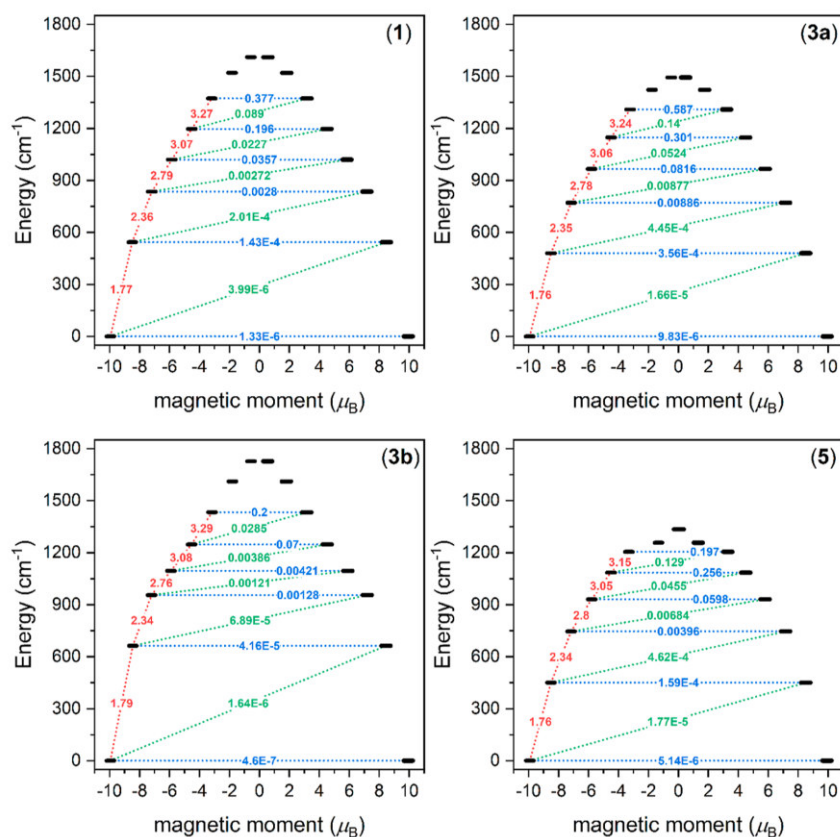 (1)
Energy (cm⁻¹)
1800
1500
1200
900
600
300
0
3.27
3.07
2.79
2.36
1.77
0.377
0.089
0.196
0.0227
0.0357
0.00272
0.0028
2.01E-4
1.43E-4
3.99E-6
1.33E-6
-10 -8 -6 -4 -2 0 2 4 6 8 10
magnetic moment (μB)
(3a)
Energy (cm⁻¹)
1800
1500
1200
900
600
300
0
3.24
3.06
2.78
2.35
1.76
0.587
0.14
0.301
0.0524
0.0816
0.00877
0.00886
4.45E-4
3.56E-4
1.66E-5
9.83E-6
-10 -8 -6 -4 -2 0 2 4 6 8 10
magnetic moment (μB)
(3b)
Energy (cm⁻¹)
1800
1500
1200
900
600
300
0
3.29
3.08
2.76
2.34
1.79
0.2
0.0285
0.07
0.00386
0.00421
0.00121
0.00128
6.89E-5
4.16E-5
1.64E-6
4.6E-7
-10 -8 -6 -4 -2 0 2 4 6 8 10
magnetic moment (μB)
(5)
Energy (cm⁻¹)
1800
1500
1200
900
600
300
0
3.15
3.05
2.8
2.34
1.76
0.197
0.129
0.256
0.0455
0.0598
0.00684
0.00396
4.62E-4
1.59E-4
1.77E-5
5.14E-6
-10 -8 -6 -4 -2 0 2 4 6 8 10
magnetic moment (μB)